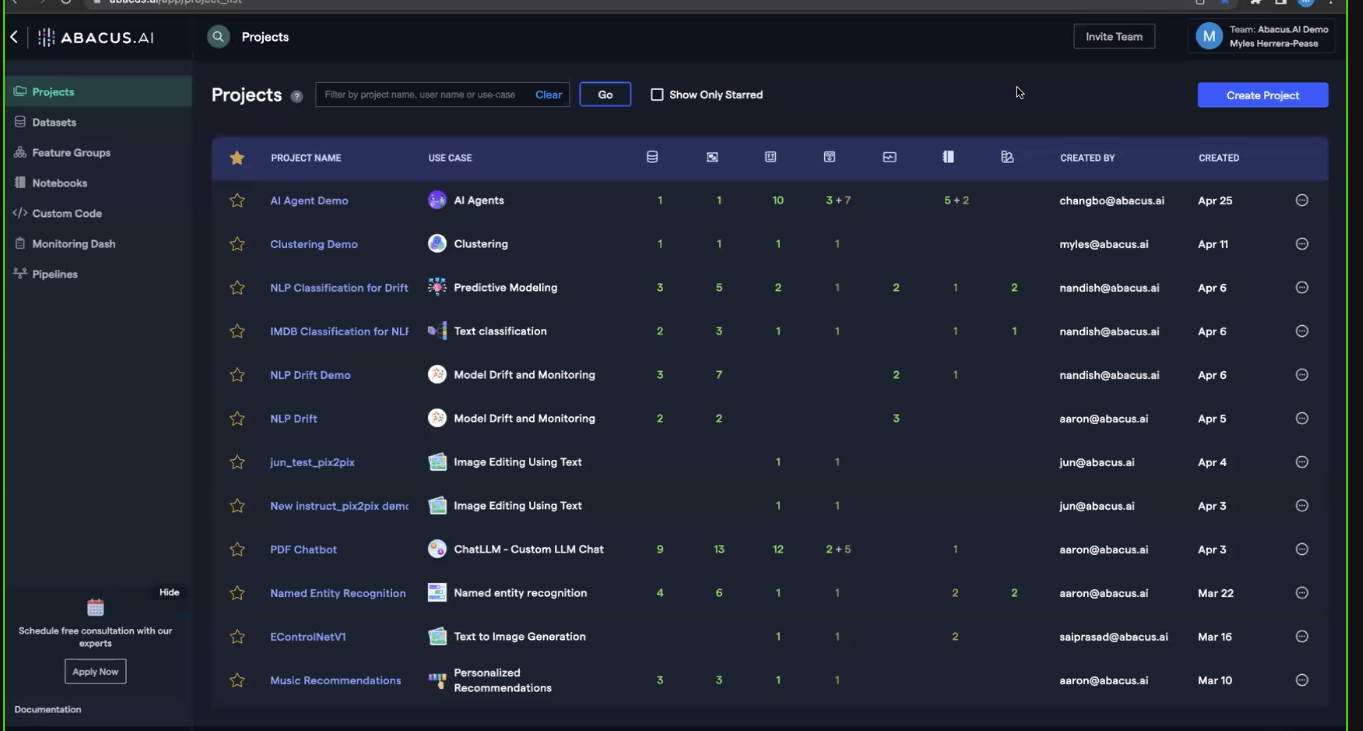 abacus.ai/app/project_list
ABACUS.AI
Projects
Invite Team
M
Team: Abacus.AI Demo
Myles Herrera-Pease
Projects
Datasets
Feature Groups
Notebooks
Custom Code
Monitoring Dash
Pipelines
Hide
Schedule free consultation with our
experts
Apply Now
Documentation
Projects ?
Filter by project name, user name or use-case Clear
Go
Show Only Starred
Create Project
PROJECT NAME USE CASE CREATED BY CREATED
AI Agent Demo AI Agents 1 1 10 3 + 7 5 + 2 changbo@abacus.ai Apr 25
Clustering Demo Clustering 1 1 1 1 myles@abacus.ai Apr 11
NLP Classification for Drift Predictive Modeling 3 5 2 1 2 1 2 nandish@abacus.ai Apr 6
IMDB Classification for NLF Text classification 2 3 1 1 1 1 nandish@abacus.ai Apr 6
NLP Drift Demo Model Drift and Monitoring 3 7 2 1 nandish@abacus.ai Apr 6
NLP Drift Model Drift and Monitoring 2 2 3 aaron@abacus.ai Apr 5
jun_test_pix2pix Image Editing Using Text 1 1 jun@abacus.ai Apr 4
New instruct_pix2pix demo Image Editing Using Text 1 1 jun@abacus.ai Apr 3
PDF Chatbot ChatLLM - Custom LLM Chat 9 13 12 2 + 5 1 aaron@abacus.ai Apr 3
Named Entity Recognition Named entity recognition 4 6 1 1 2 2 aaron@abacus.ai Mar 22
EControlNetV1 Text to Image Generation 1 1 2 saiprasad@abacus.ai Mar 16
Music Recommendations Personalized Recommendations 3 3 1 1 aaron@abacus.ai Mar 10